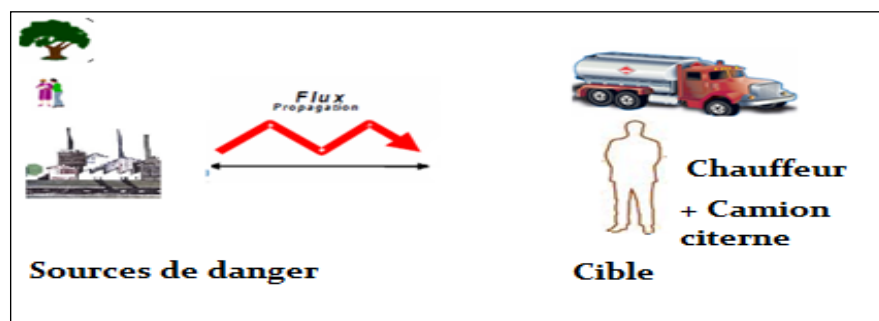 Flux
Propagation
Chauffeur
+ Camion
citerne
Sources de danger
Cible